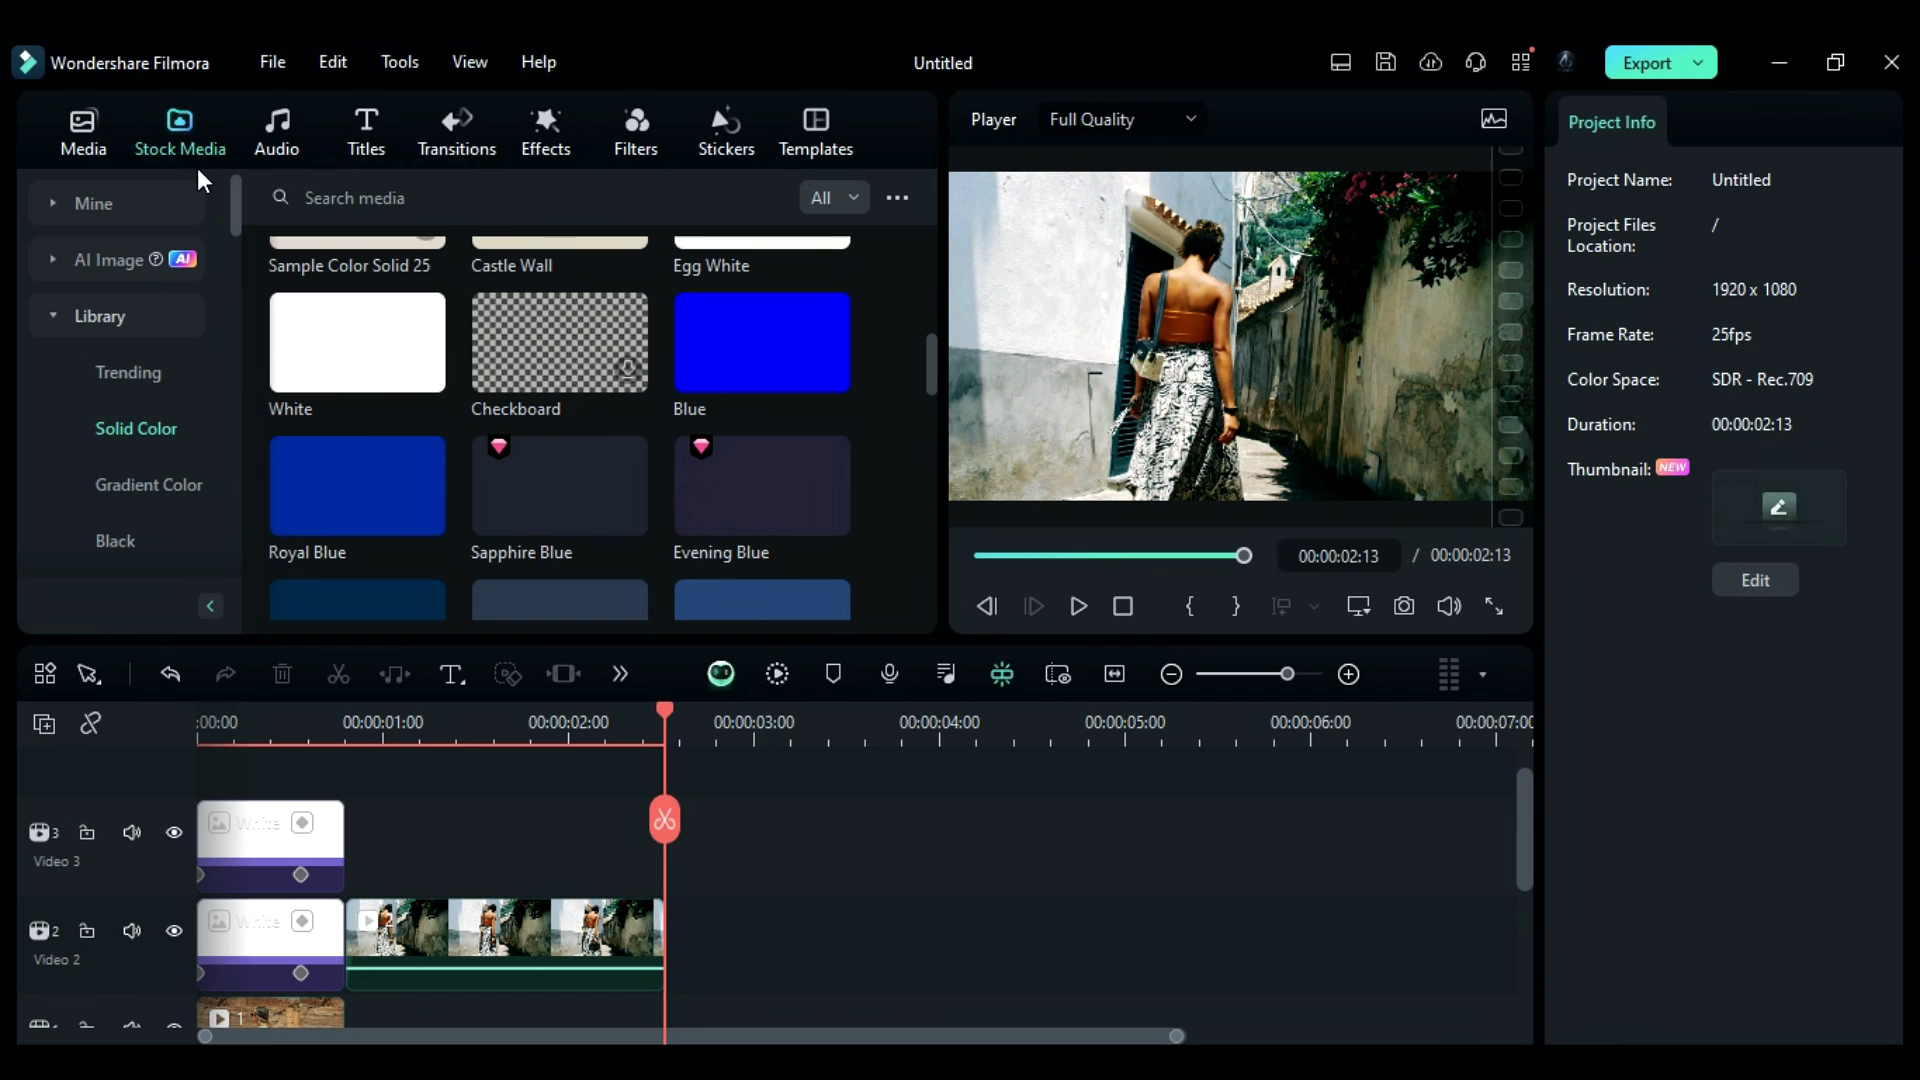 Wondershare Filmora
File
Edit
Tools
View
Help
Untitled
Export
Media
Stock Media
Audio
Titles
Transitions
Effects
Filters
Stickers
Templates
Player
Full Quality
Project Info
Mine
AI Image
AI
Library
Trending
Solid Color
Gradient Color
Black
Search media
All
Sample Color Solid 25
Castle Wall
Egg White
White
Checkboard
Blue
Royal Blue
Sapphire Blue
Evening Blue
00:00:02:13 / 00:00:02:13
Project Name: Untitled
Project Files Location: /
Resolution: 1920 x 1080
Frame Rate: 25fps
Color Space: SDR - Rec.709
Duration: 00:00:02:13
Thumbnail: NEW
Edit
:00:00
00:00:01:00
00:00:02:00
00:00:03:00
00:00:04:00
00:00:05:00
00:00:06:00
00:00:07:00
3
Video 3
White
2
Video 2
White
1